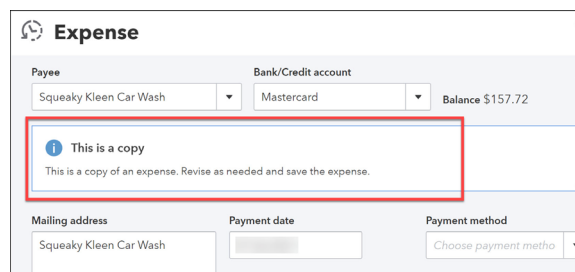 Expense
Payee Bank/Credit account
Squeaky Kleen Car Wash Mastercard Balance $157.72
This is a copy
This is a copy of an expense. Revise as needed and save the expense.
Mailing address Payment date Payment method
Squeaky Kleen Car Wash Choose payment metho